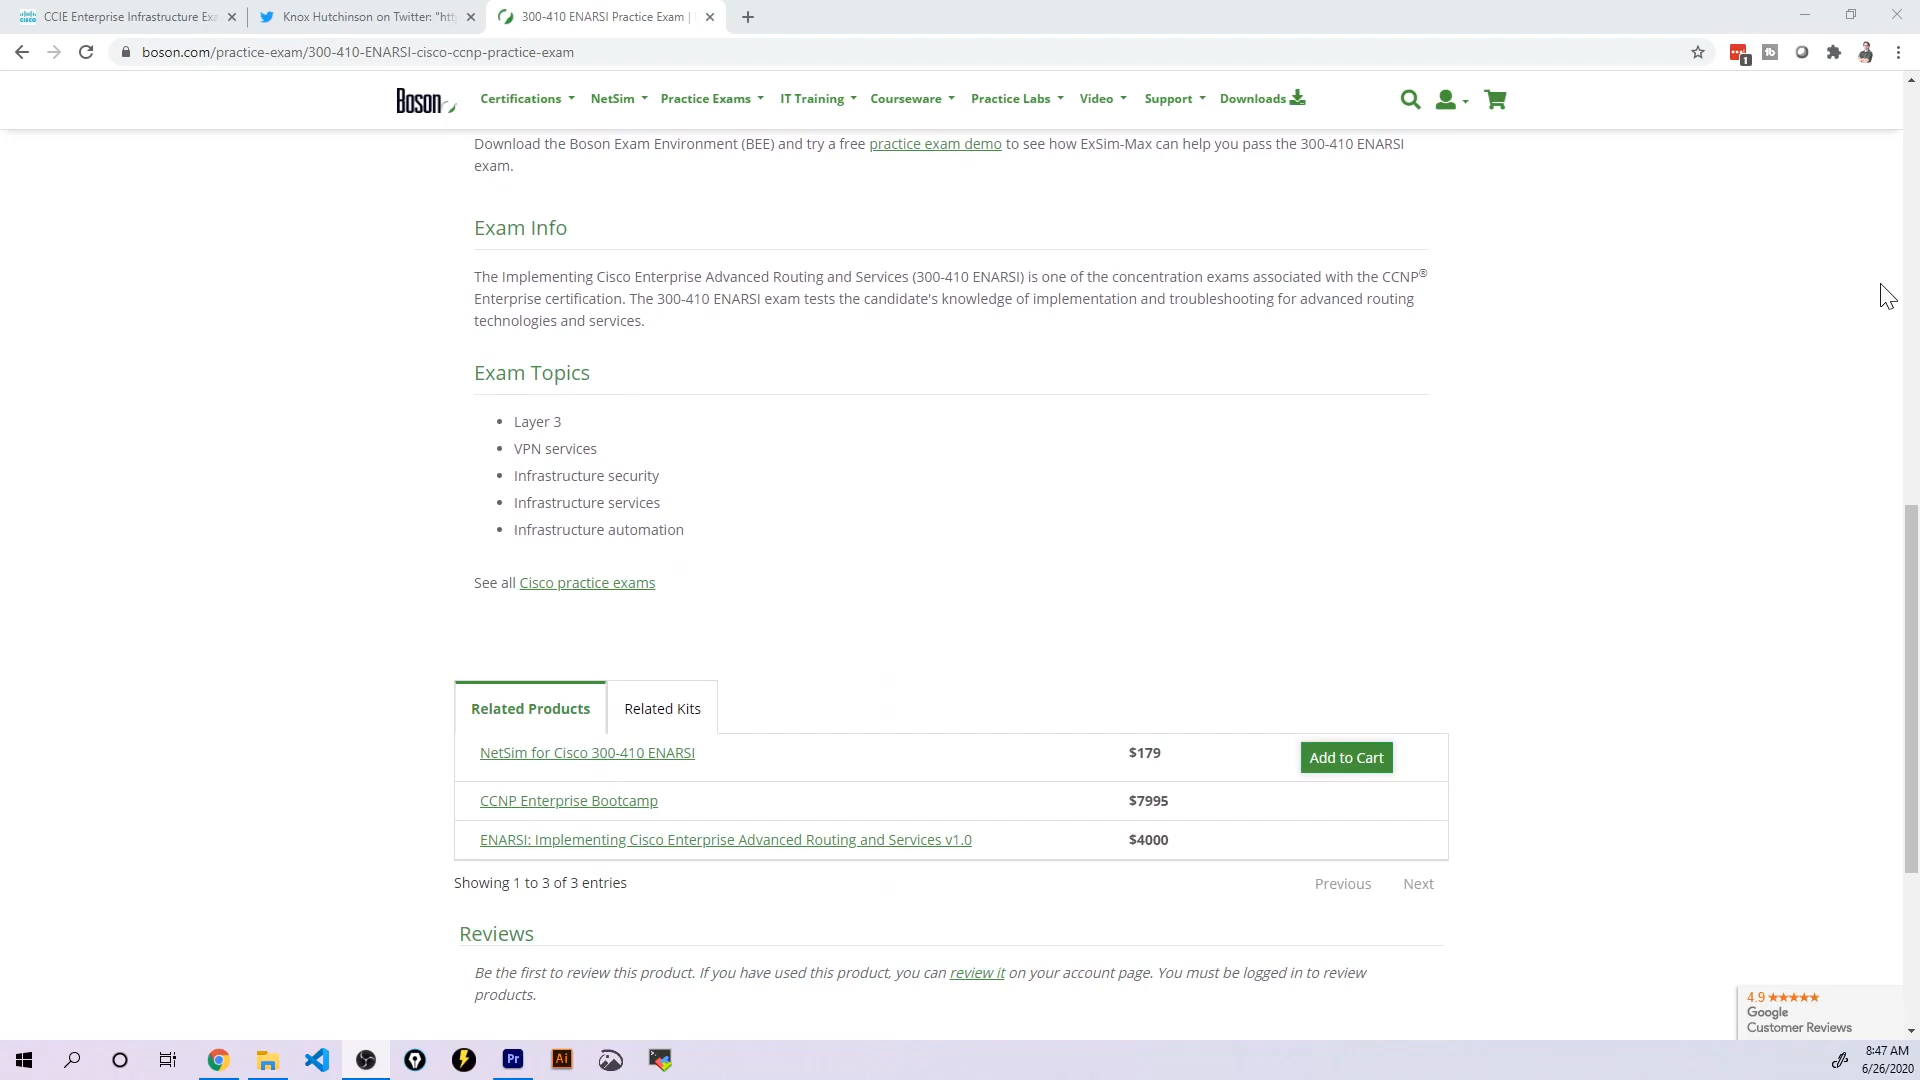 CCIE Enterprise Infrastructure Exa
Knox Hutchinson on Twitter: "htt
300-410 ENARSI Practice Exam |
boson.com/practice-exam/300-410-ENARSI-cisco-ccnp-practice-exam
1
Boson
Certifications NetSim Practice Exams IT Training Courseware Practice Labs Video Support Downloads
Download the Boson Exam Environment (BEE) and try a free practice exam demo to see how ExSim-Max can help you pass the 300-410 ENARSI
exam.
Exam Info
The Implementing Cisco Enterprise Advanced Routing and Services (300-410 ENARSI) is one of the concentration exams associated with the CCNP®
Enterprise certification. The 300-410 ENARSI exam tests the candidate's knowledge of implementation and troubleshooting for advanced routing
technologies and services.
Exam Topics
• Layer 3
• VPN services
• Infrastructure security
• Infrastructure services
• Infrastructure automation
See all Cisco practice exams
Related Products Related Kits
NetSim for Cisco 300-410 ENARSI $179 Add to Cart
CCNP Enterprise Bootcamp $7995
ENARSI: Implementing Cisco Enterprise Advanced Routing and Services v1.0 $4000
Showing 1 to 3 of 3 entries
Previous Next
Reviews
Be the first to review this product. If you have used this product, you can review it on your account page. You must be logged in to review
products.
4.9 ★★★★★
Google
Customer Reviews
Pr
Ai
8:47 AM
6/26/2020